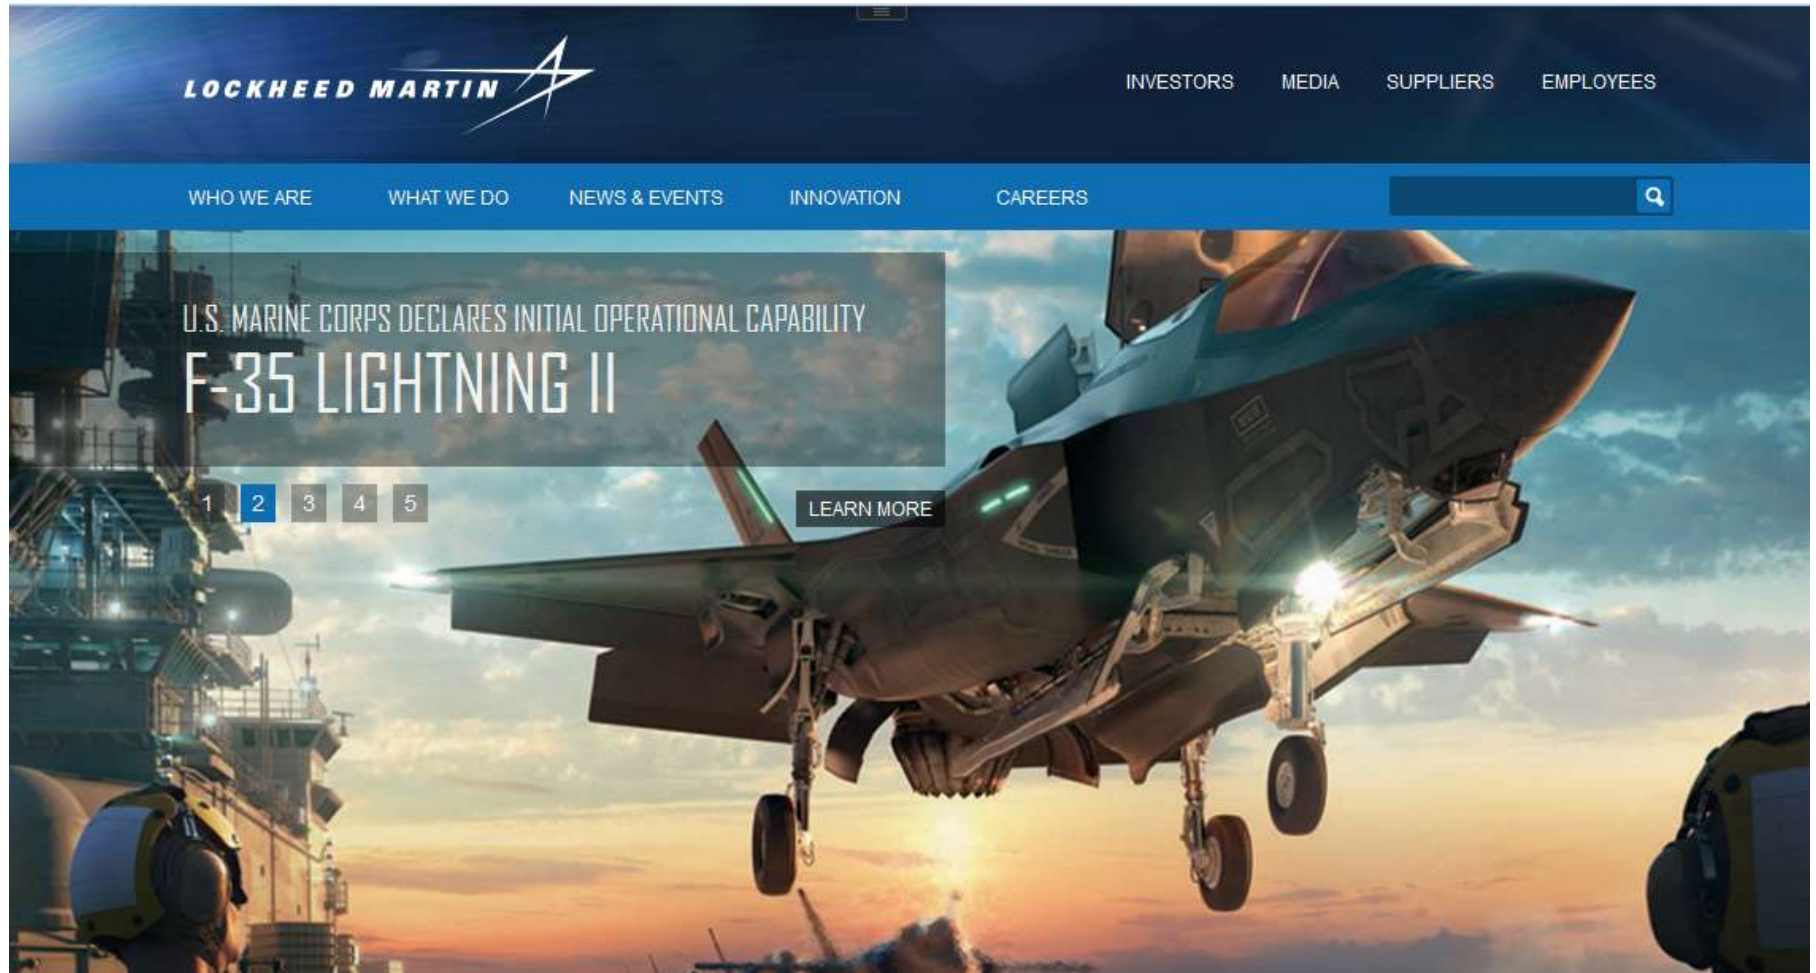 LOCKHEED MARTIN
INVESTORS MEDIA SUPPLIERS EMPLOYEES
WHO WE ARE WHAT WE DO NEWS & EVENTS INNOVATION CAREERS
U.S. MARINE CORPS DECLARES INITIAL OPERATIONAL CAPABILITY
F-35 LIGHTNING II
1 2 3 4 5
LEARN MORE